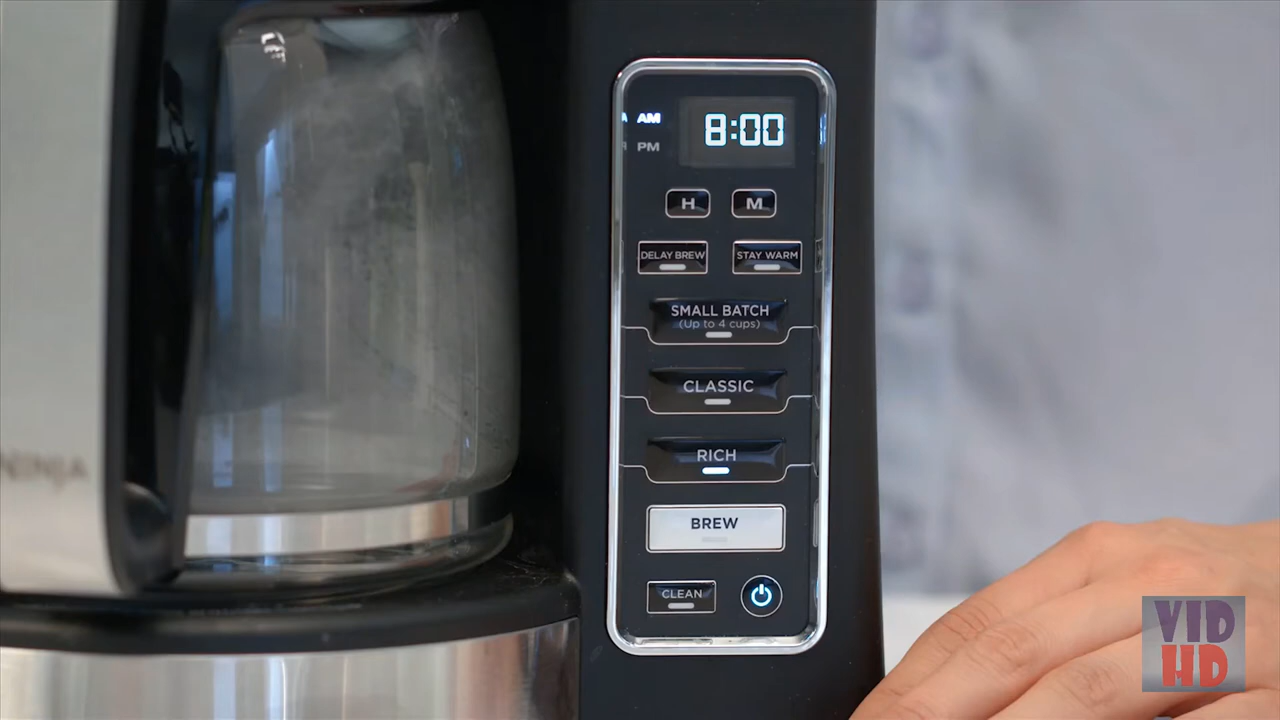 AM
8:00
PM
H
M
DELAY BREW
STAY WARM
SMALL BATCH
(Up to 4 cups)
CLASSIC
RICH
BREW
CLEAN
NINJA
VID
HD